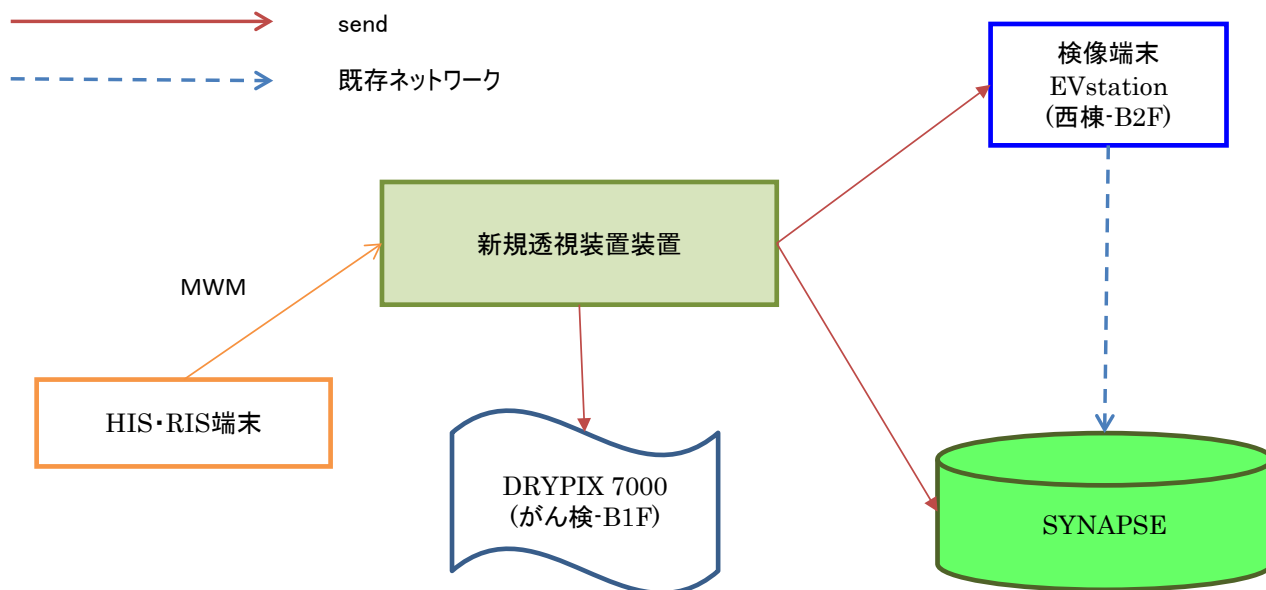 send
既存ネットワーク
検像端末
EVstation
(西棟-B2F)
新規透視装置装置
MWM
HIS・RIS端末
DRYPIX 7000
(がん検-B1F)
SYNAPSE